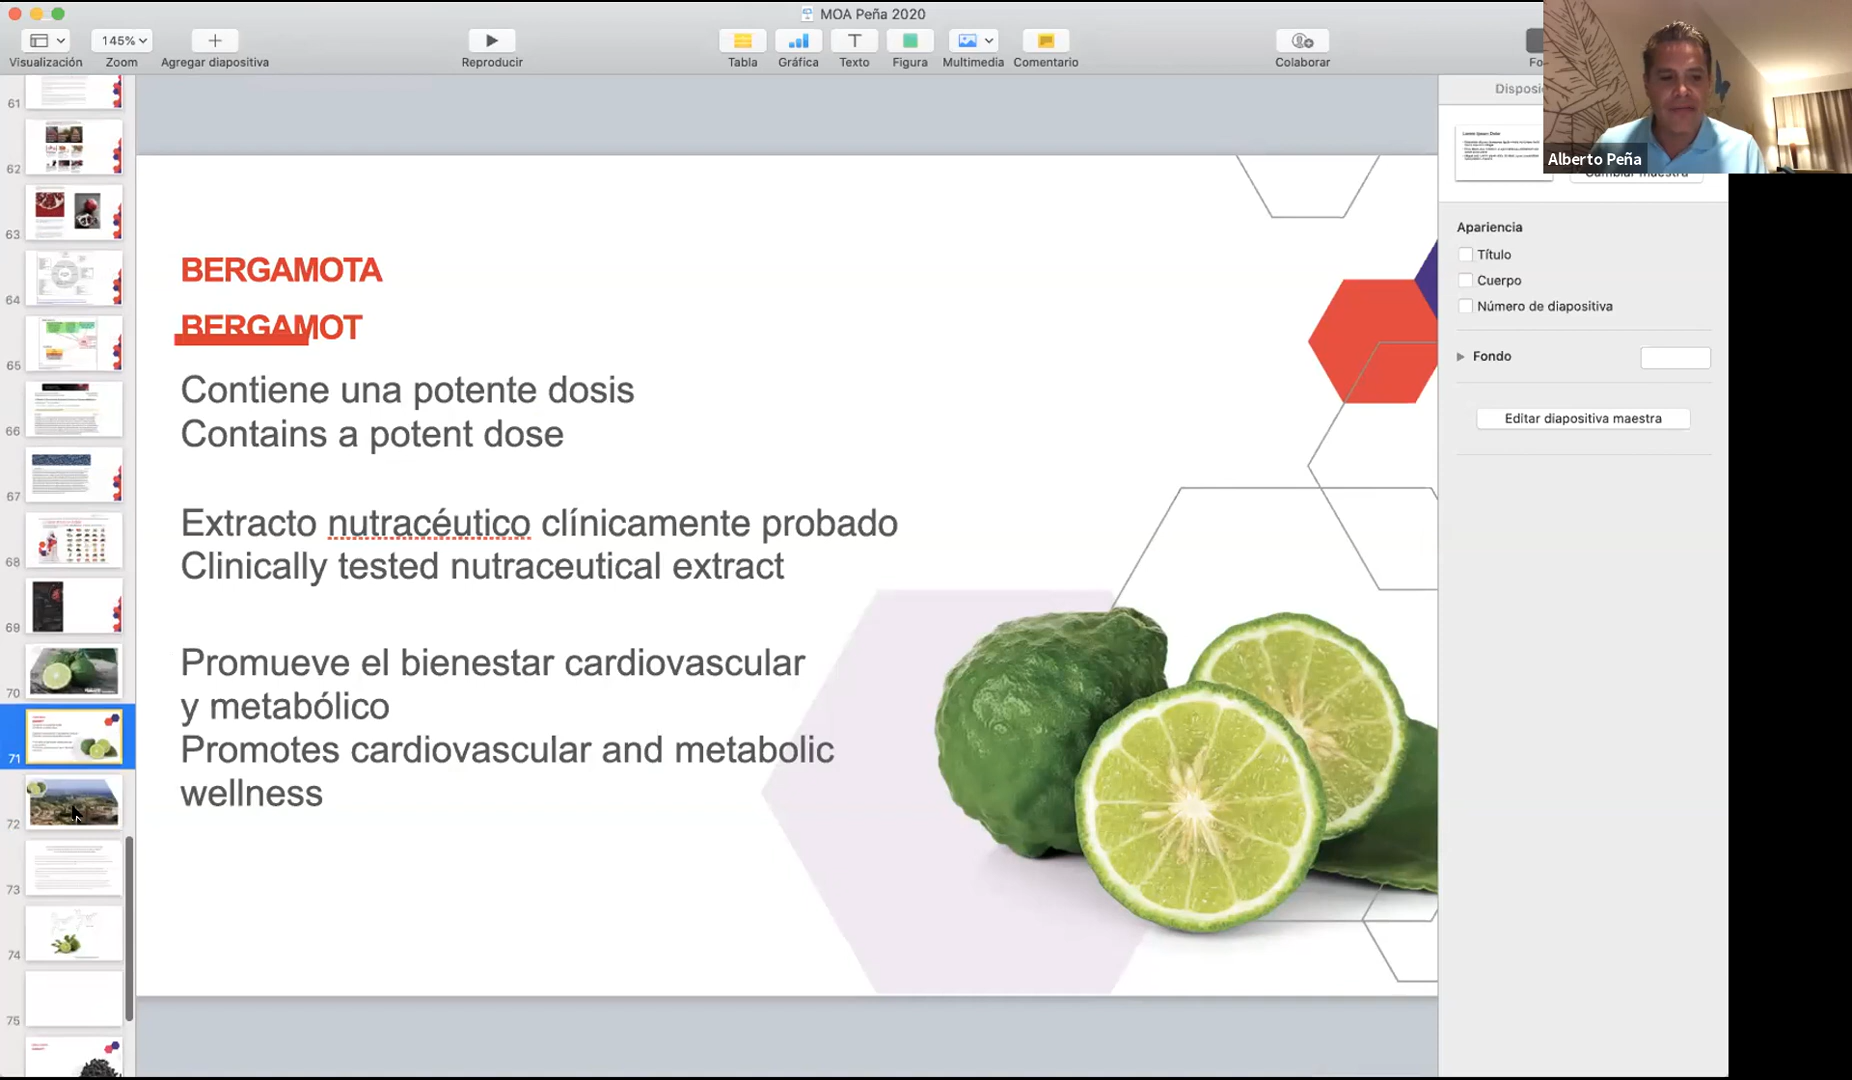 MOA Peña 2020
145%
Visualización
Zoom
Agregar diapositiva
Reproducir
Tabla
Gráfica
Texto
Figura
Multimedia
Comentario
Colaborar
Alberto Peña
Apariencia
Título
Cuerpo
Número de diapositiva
Fondo
Editar diapositiva maestra
61
62
63
64
65
66
67
68
69
70
71
72
73
74
75
BERGAMOTA
BERGAMOT
Contiene una potente dosis
Contains a potent dose
Extracto nutracéutico clínicamente probado
Clinically tested nutraceutical extract
Promueve el bienestar cardiovascular
y metabólico
Promotes cardiovascular and metabolic
wellness